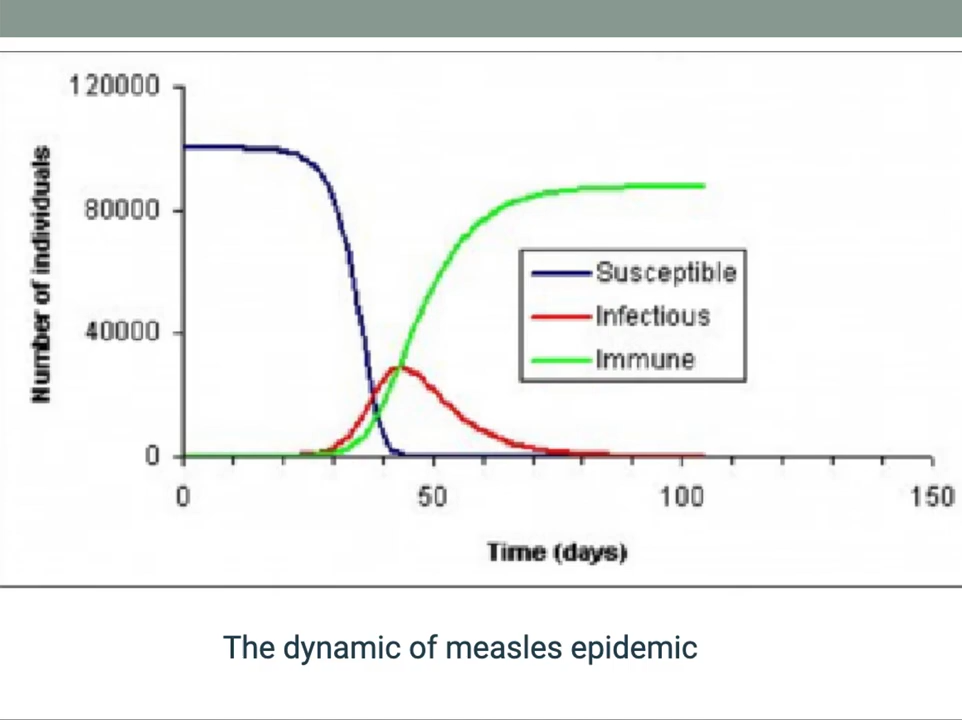 120000
80000
40000
0
Number of individuals
Susceptible
Infectious
Immune
0 50 100 150
Time (days)
The dynamic of measles epidemic